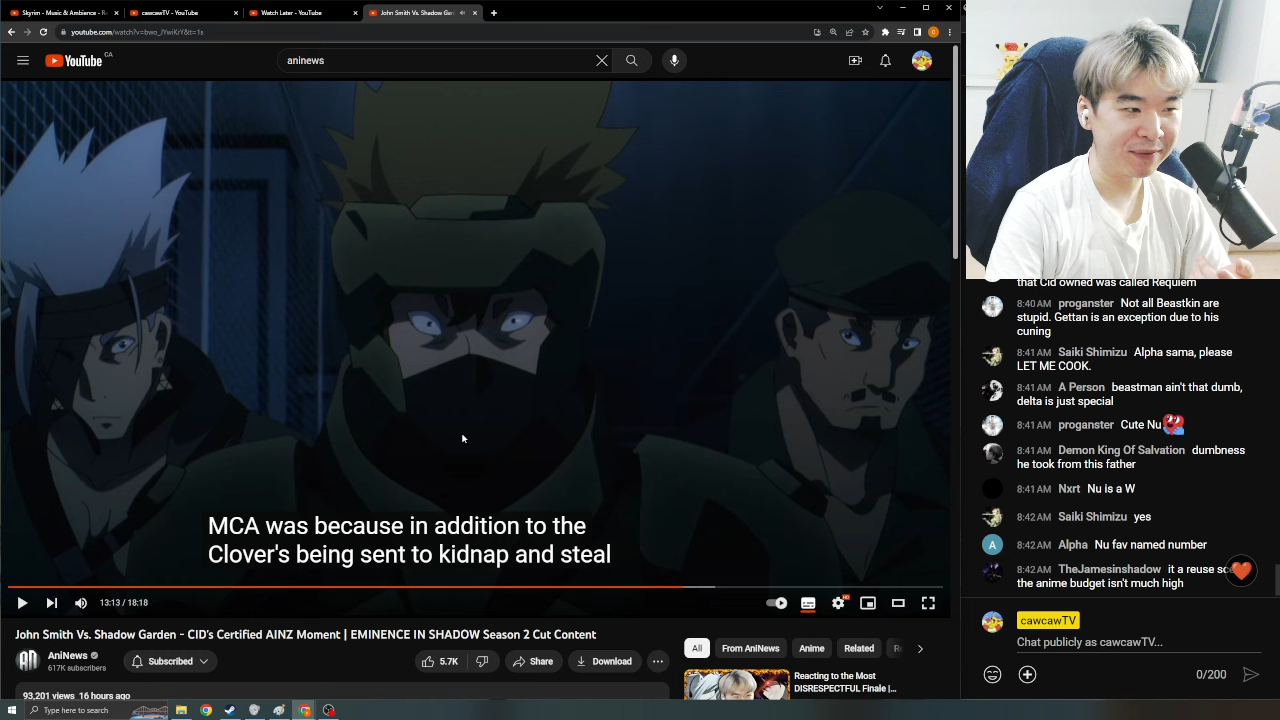 Skyrim - Music & Ambience - R
cawcawTV - YouTube
Watch Later - YouTube
John Smith Vs. Shadow Gar
youtube.com/watch?v=bwo_JYwiKrY&t=1s
YouTube CA
aninews
MCA was because in addition to the
Clover's being sent to kidnap and steal
13:13 / 18:18
HD
John Smith Vs. Shadow Garden - CID's Certified AINZ Moment | EMINENCE IN SHADOW Season 2 Cut Content
AN
AniNews
617K subscribers
Subscribed
5.7K
Share
Download
93,201 views 16 hours ago
All
From AniNews
Anime
Related
Reacting to the Most
DISRESPECTFUL Finale |...
Type here to search
that Cid owned was called Requiem
8:40 AM proganster Not all Beastkin are
stupid. Gettan is an exception due to his
cuning
8:41 AM Saiki Shimizu Alpha sama, please
LET ME COOK.
8:41 AM A Person beastman ain't that dumb,
delta is just special
8:41 AM proganster Cute Nu
8:41 AM Demon King Of Salvation dumbness
he took from this father
8:41 AM Nxrt Nu is a W
8:42 AM Saiki Shimizu yes
A 8:42 AM Alpha Nu fav named number
8:42 AM TheJamesinshadow it a reuse sc
the anime budget isn't much high
cawcawTV
Chat publicly as cawcawTV...
0/200